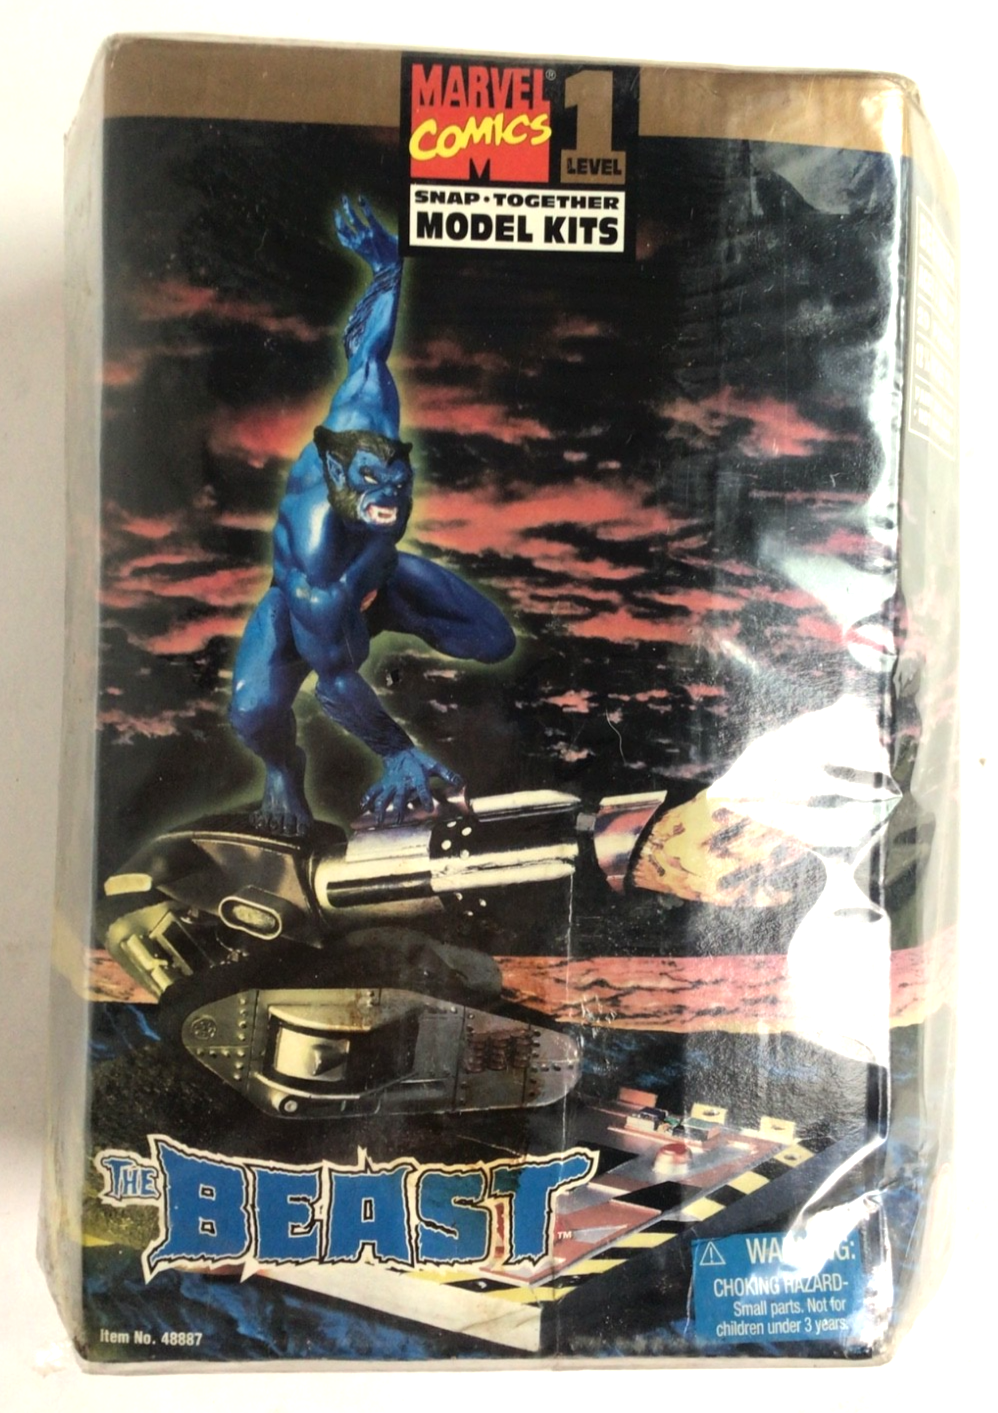 MARVEL®
COMICS
M
1
LEVEL
SNAP•TOGETHER
MODEL KITS
THE
BEAST™
WARNING:
CHOKING HAZARD-
Small parts. Not for
children under 3 years.
Item No. 48887